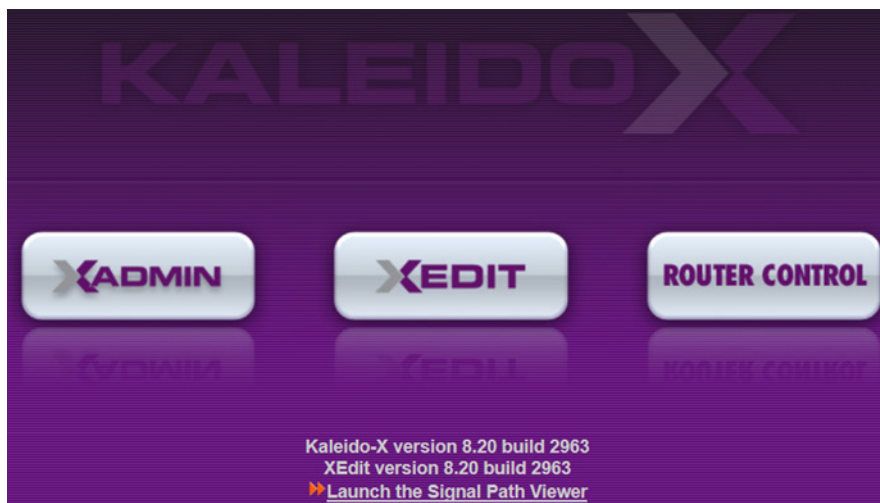 KALEIDOX
XADMIN
XEDIT
ROUTER CONTROL
Kaleido-X version 8.20 build 2963
XEdit version 8.20 build 2963
Launch the Signal Path Viewer